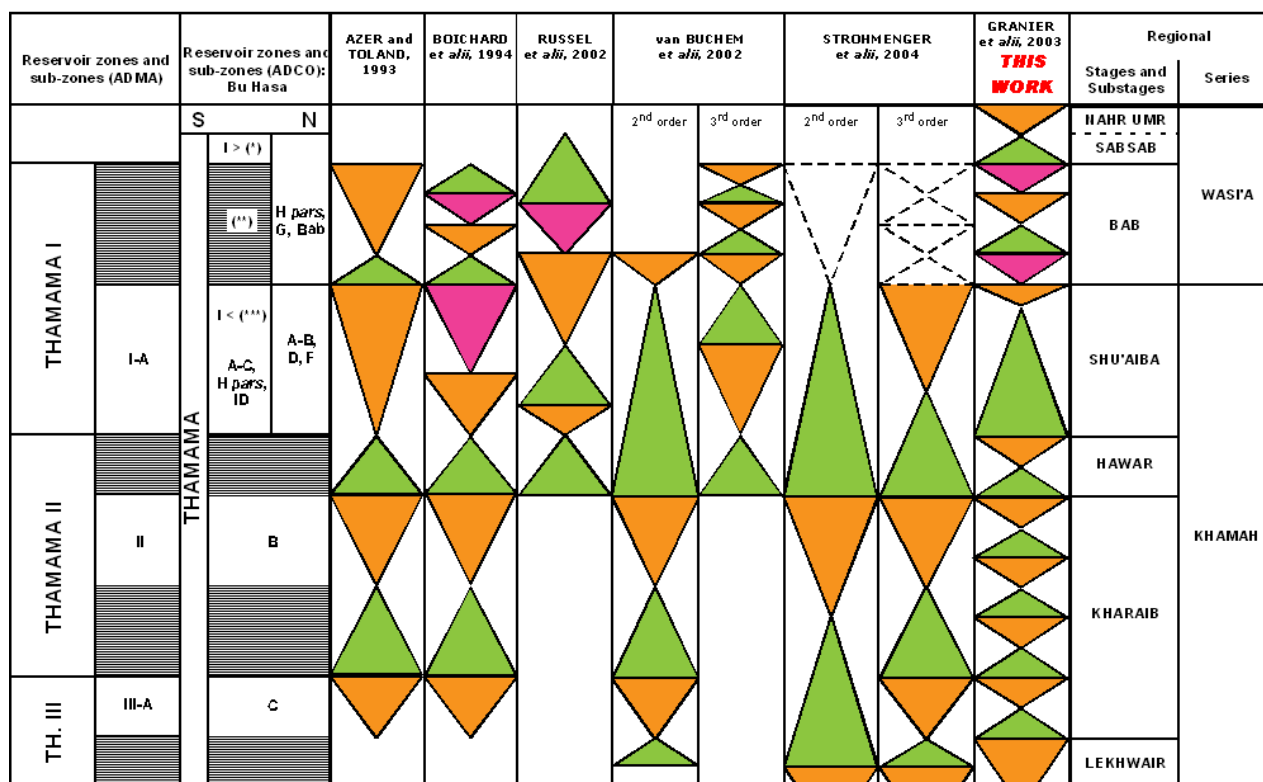 Reservoir zones and
sub-zones (ADMA)
Reservoir zones and
sub-zones (ADCO):
Bu Hasa
AZER and
TOLAND,
1993
BOICHARD
et alii, 1994
RUSSEL
et alii, 2002
van BUCHEM
et alii, 2002
STROHMENGER
et alii, 2004
GRANIER
et alii, 2003
THIS
WORK
Regional
Stages and
Substages
Series
S N
2nd order
3rd order
2nd order
3rd order
NAHR UMR
SABSAB
BAB
SHU'AIBA
HAWAR
KHARAIB
LEKHWAIR
WASI'A
KHAMAH
THAMAMA I
THAMAMA II
TH. III
I-A
II
III-A
THAMAMA
I > (*)
(**)
H pars,
G, Bab
I < (***)
A-C,
H pars,
ID
A-B,
D, F
B
C